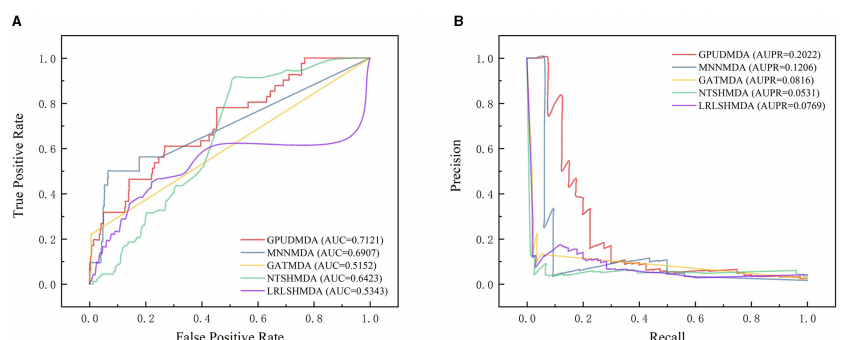 A
True Positive Rate
1.0
0.8
0.6
0.4
0.2
0.0
GPUDMDA (AUC=0.7121)
MNNMDA (AUC=0.6907)
GATMDA (AUC=0.5152)
NTSHMDA (AUC=0.6423)
LRLSHMDA (AUC=0.5343)
0.0 0.2 0.4 0.6 0.8 1.0
False Positive Rate
B
Precision
1.0
0.8
0.6
0.4
0.2
0.0
GPUDMDA (AUPR=0.2022)
MNNMDA (AUPR=0.1206)
GATMDA (AUPR=0.0816)
NTSHMDA (AUPR=0.0531)
LRLSHMDA (AUPR=0.0769)
0.0 0.2 0.4 0.6 0.8 1.0
Recall